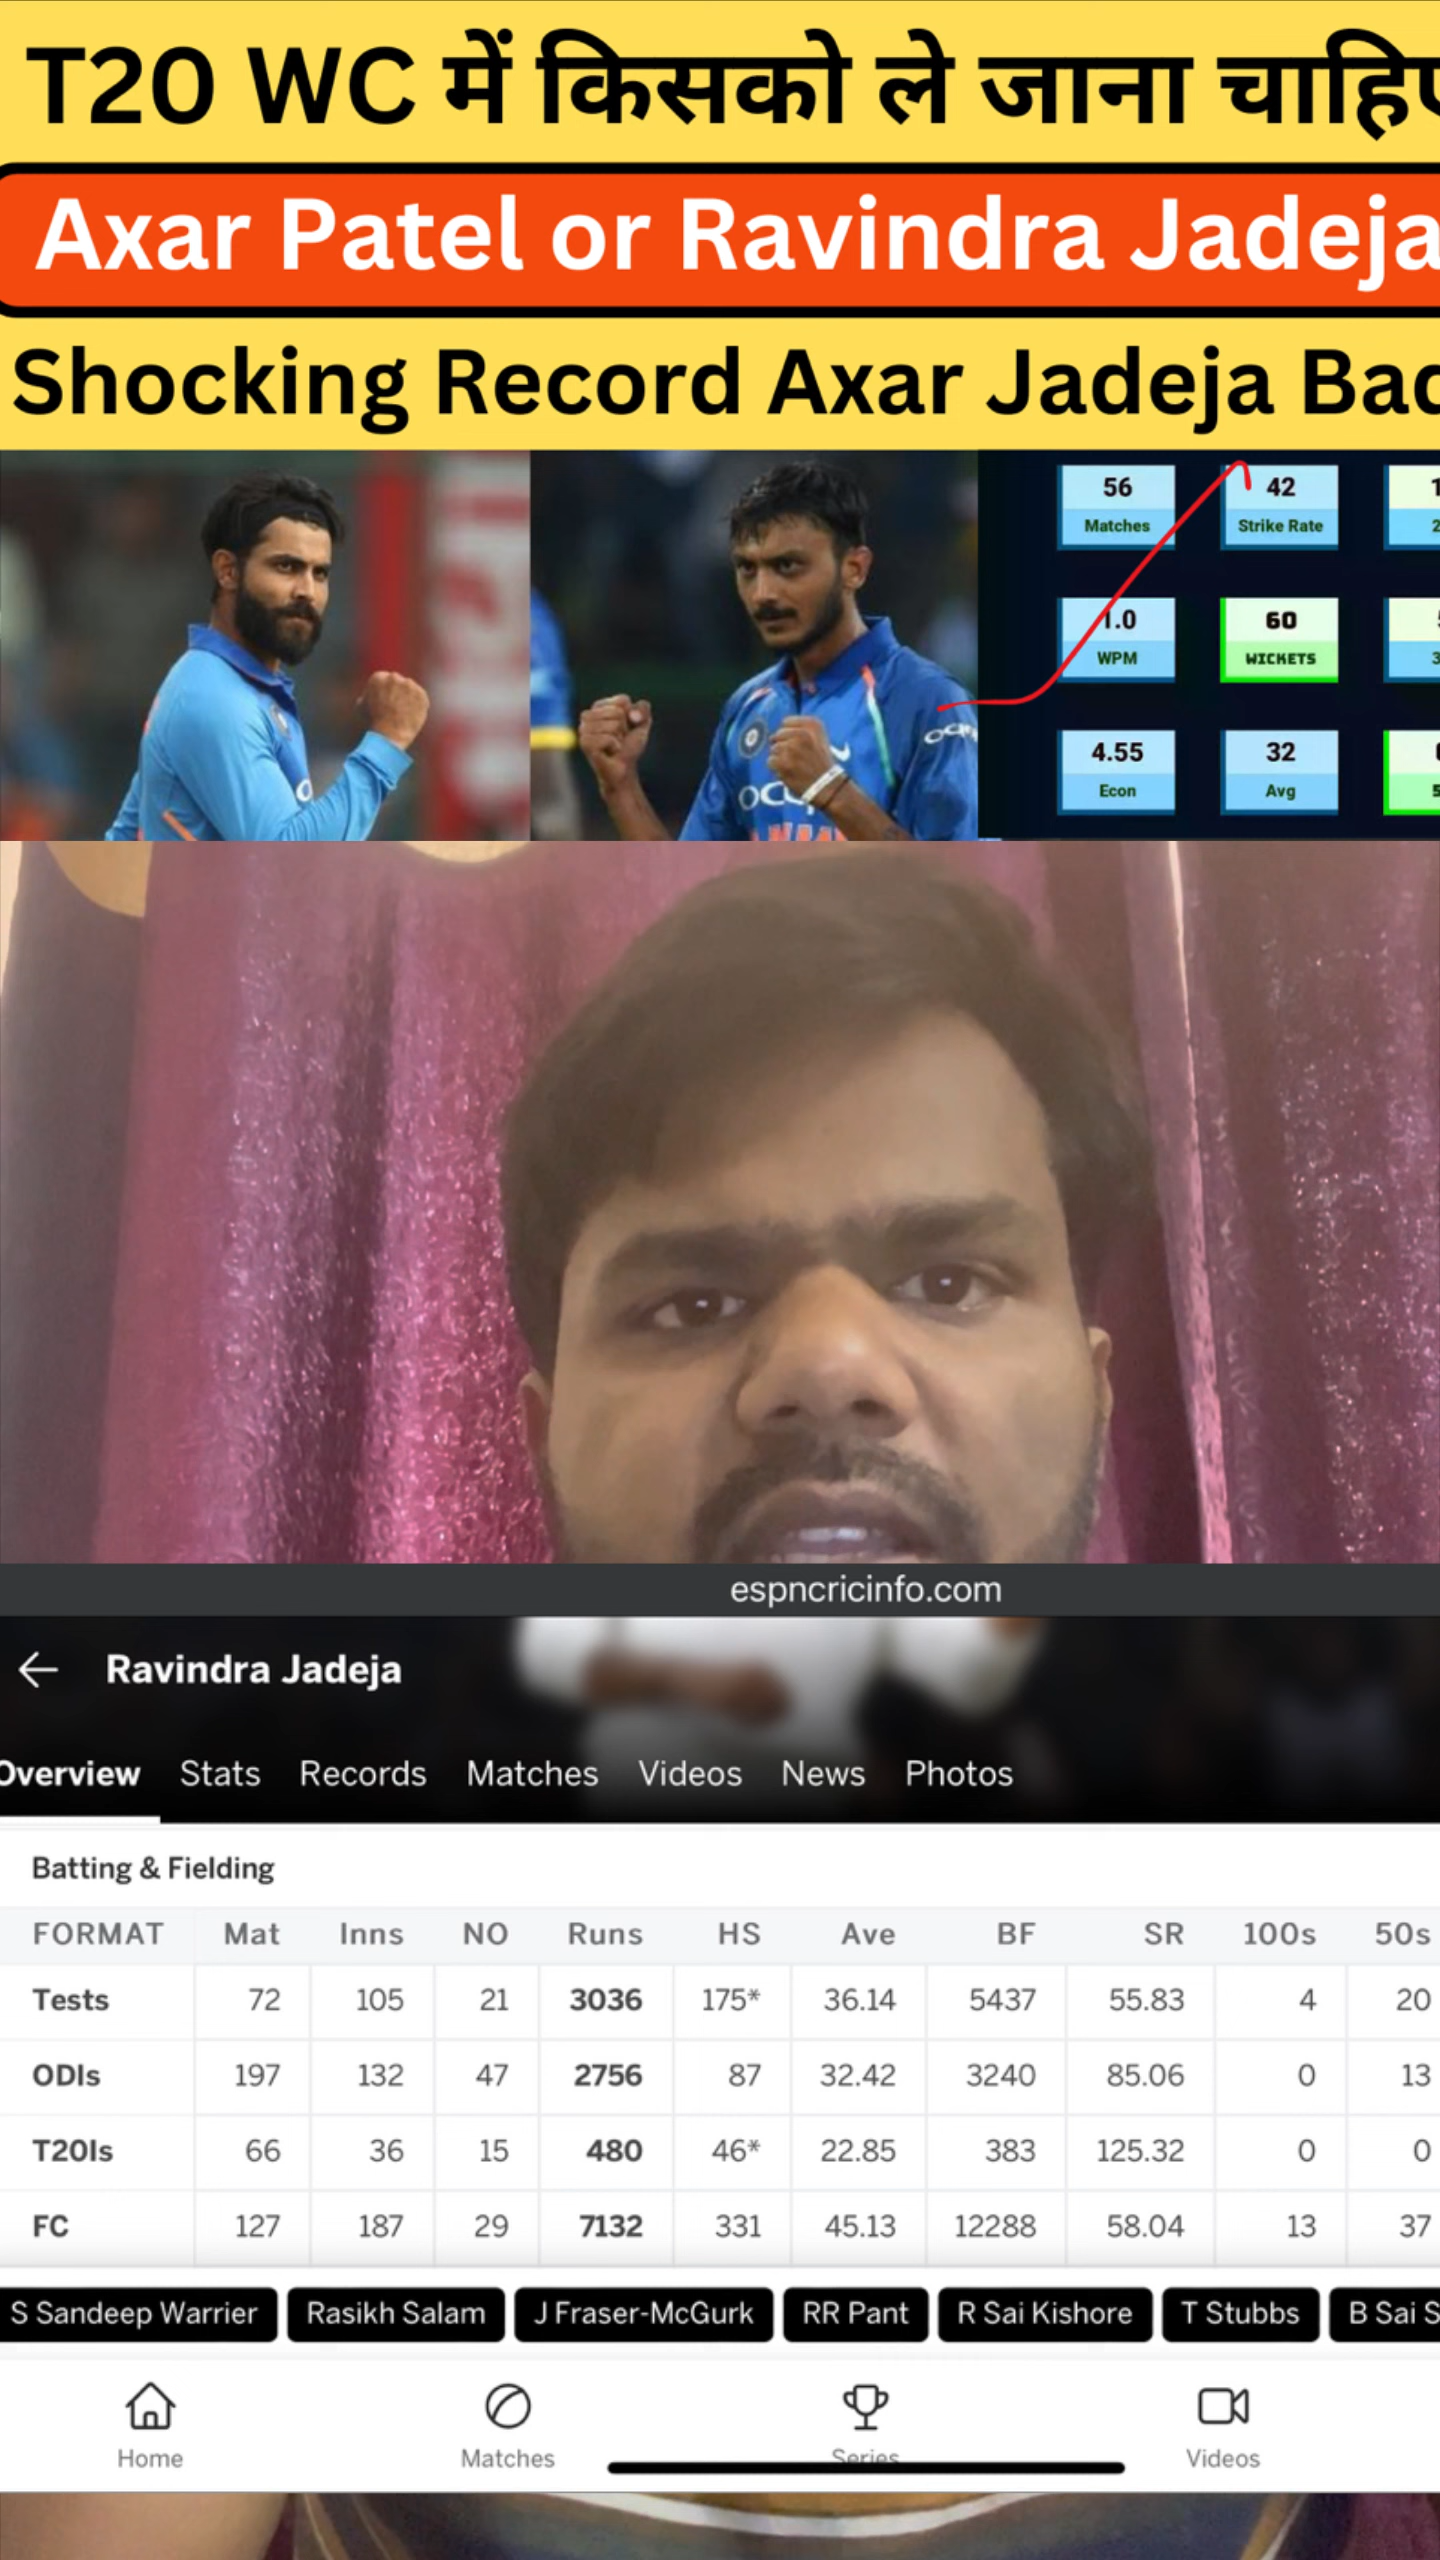 T20 WC में किसको ले जाना चाहिए
Axar Patel or Ravindra Jadeja
Shocking Record Axar Jadeja
56 42
Matches Strike Rate
1.0 60
WPM WICKETS
4.55 32
Econ Avg
espncricinfo.com
Ravindra Jadeja
Overview Stats Records Matches Videos News Photos
Batting & Fielding
FORMAT Mat Inns NO Runs HS Ave BF SR 100s 50s
Tests 72 105 21 3036 175* 36.14 5437 55.83 4 20
ODIs 197 132 47 2756 87 32.42 3240 85.06 0 13
T20Is 66 36 15 480 46* 22.85 383 125.32 0 0
FC 127 187 29 7132 331 45.13 12288 58.04 13 37
S Sandeep Warrier Rasikh Salam J Fraser-McGurk RR Pant R Sai Kishore T Stubbs B Sai S
Home Matches Series Videos